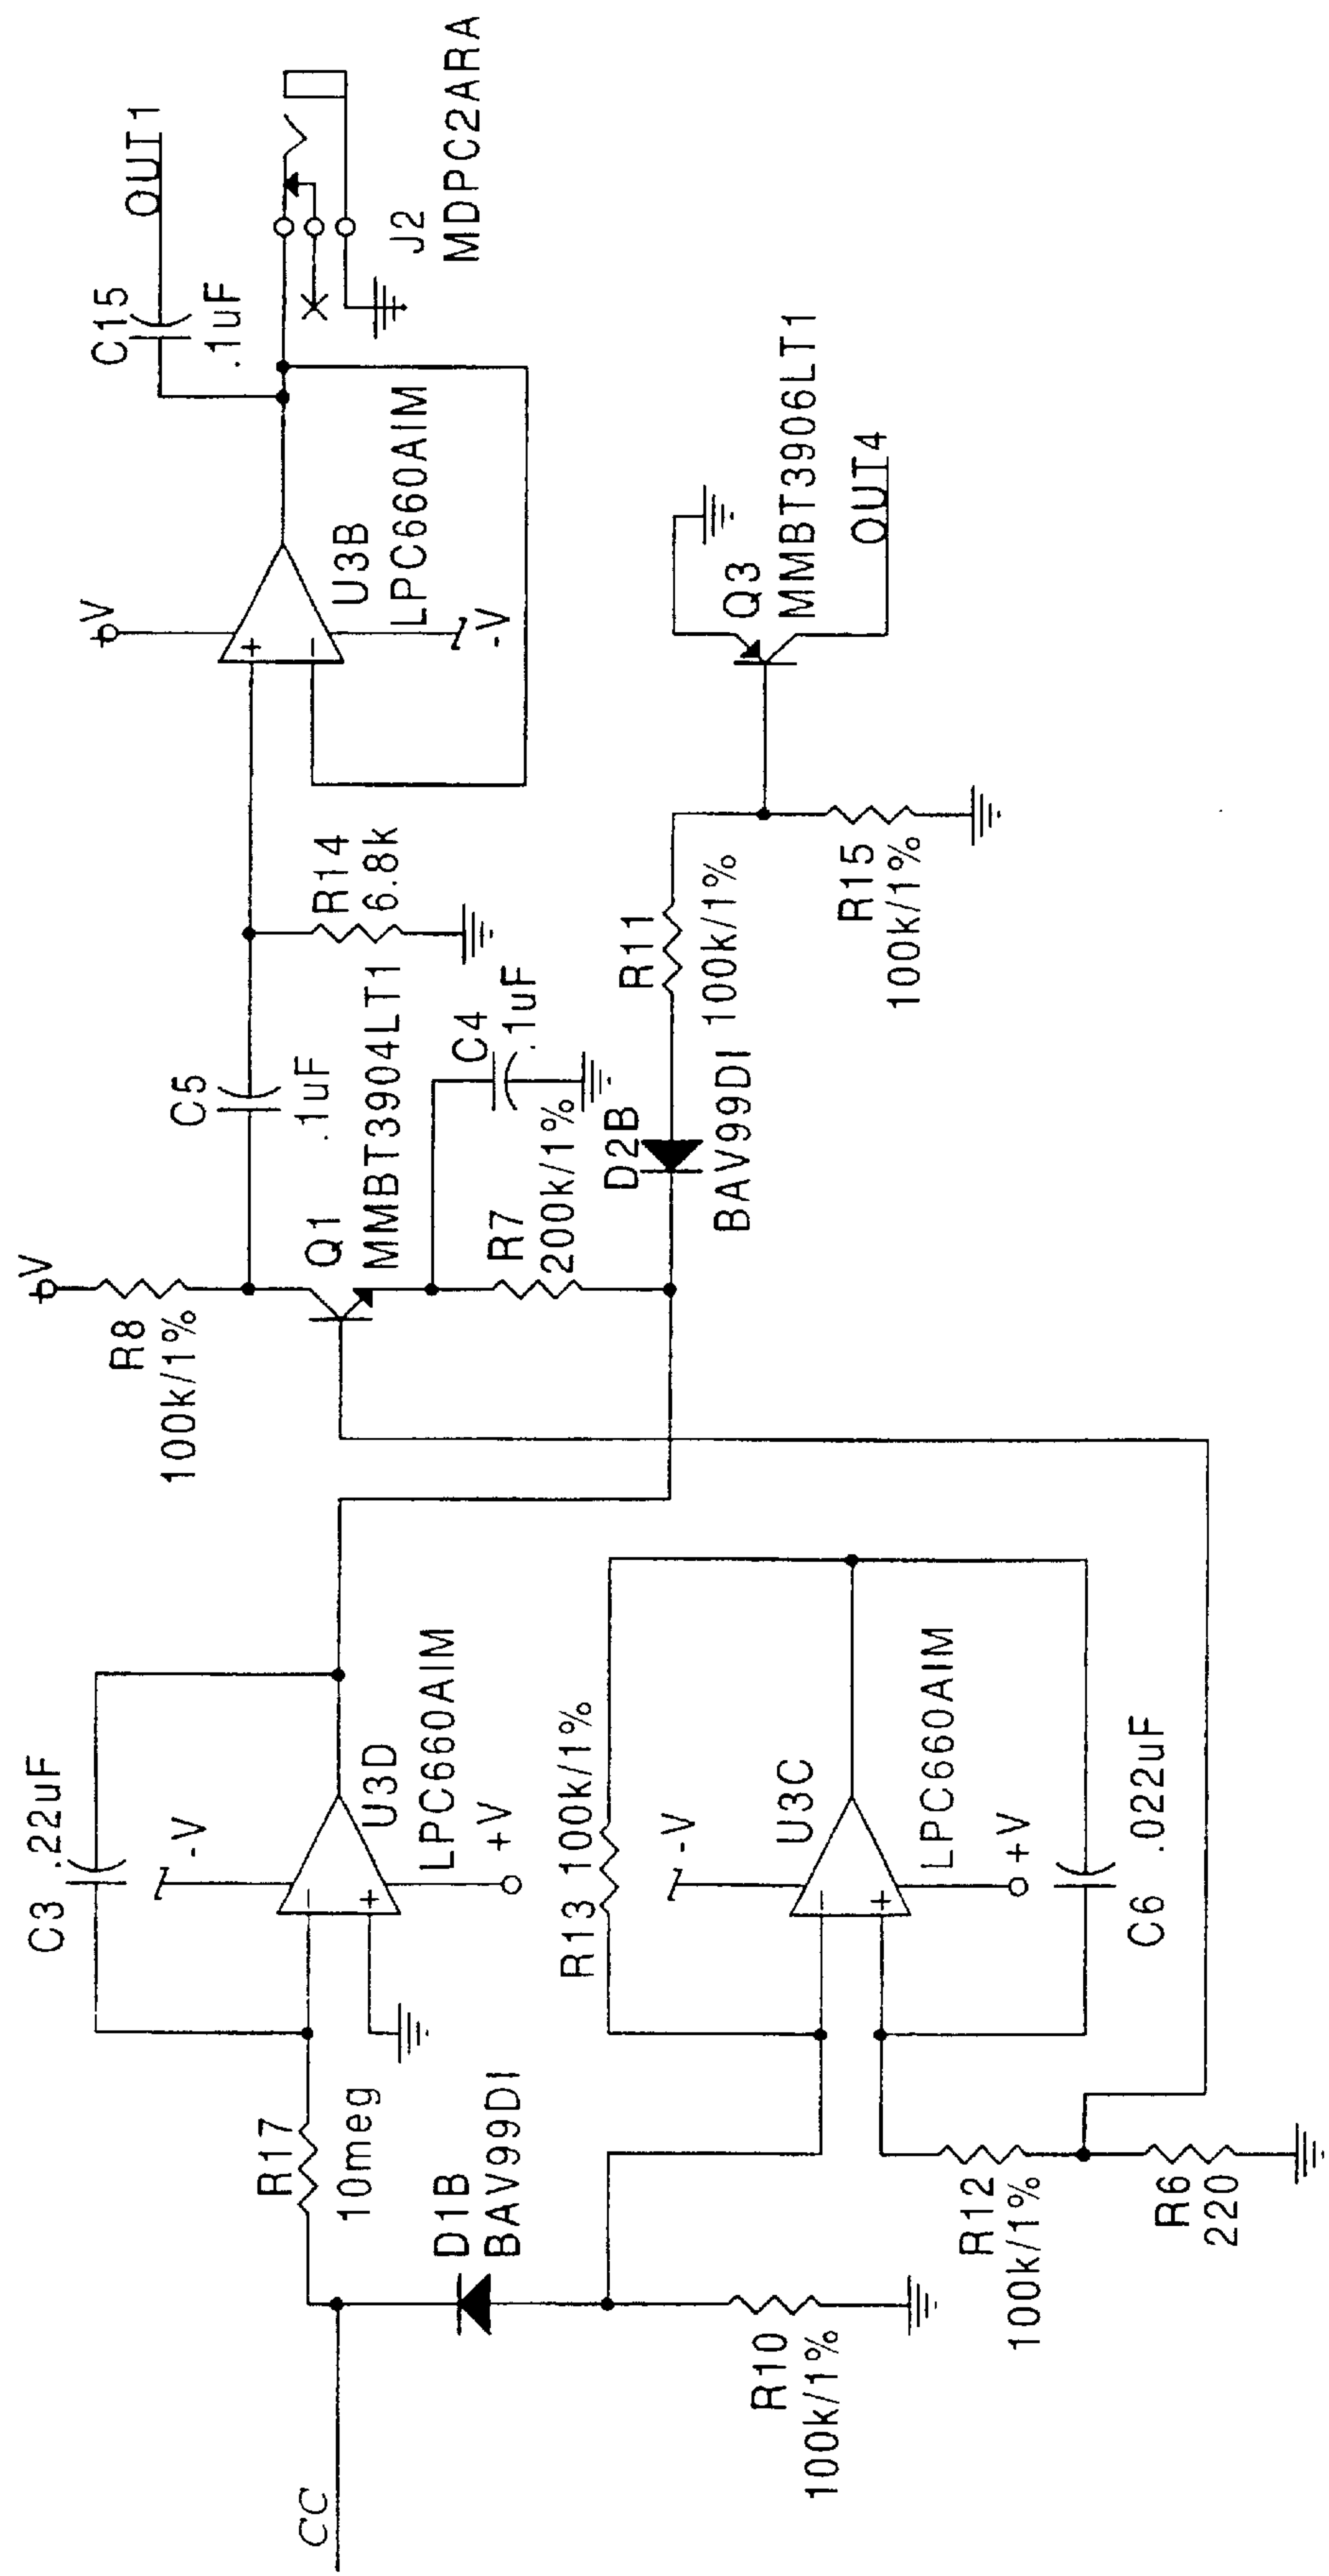 CC
R17
10meg
D1B
BAV99DI
R10
100k/1%
R12
100k/1%
R6
220
C3 .22uF
-V
-
+
U3D
LPC660AIM
+V
R13 100k/1%
-V
-
+
U3C
LPC660AIM
+V
C6 .022uF
+V
R8
100k/1%
Q1
MMBT3904LT1
C5
.1uF
R14
6.8k
C4
.1uF
R7
200k/1%
D2B
BAV99DI
R11
100k/1%
R15
100k/1%
Q3
MMBT3906LT1
OUT4
+V
+
-
U3B
LPC660AIM
-V
C15
.1uF
OUT1
J2
MDPC2ARA